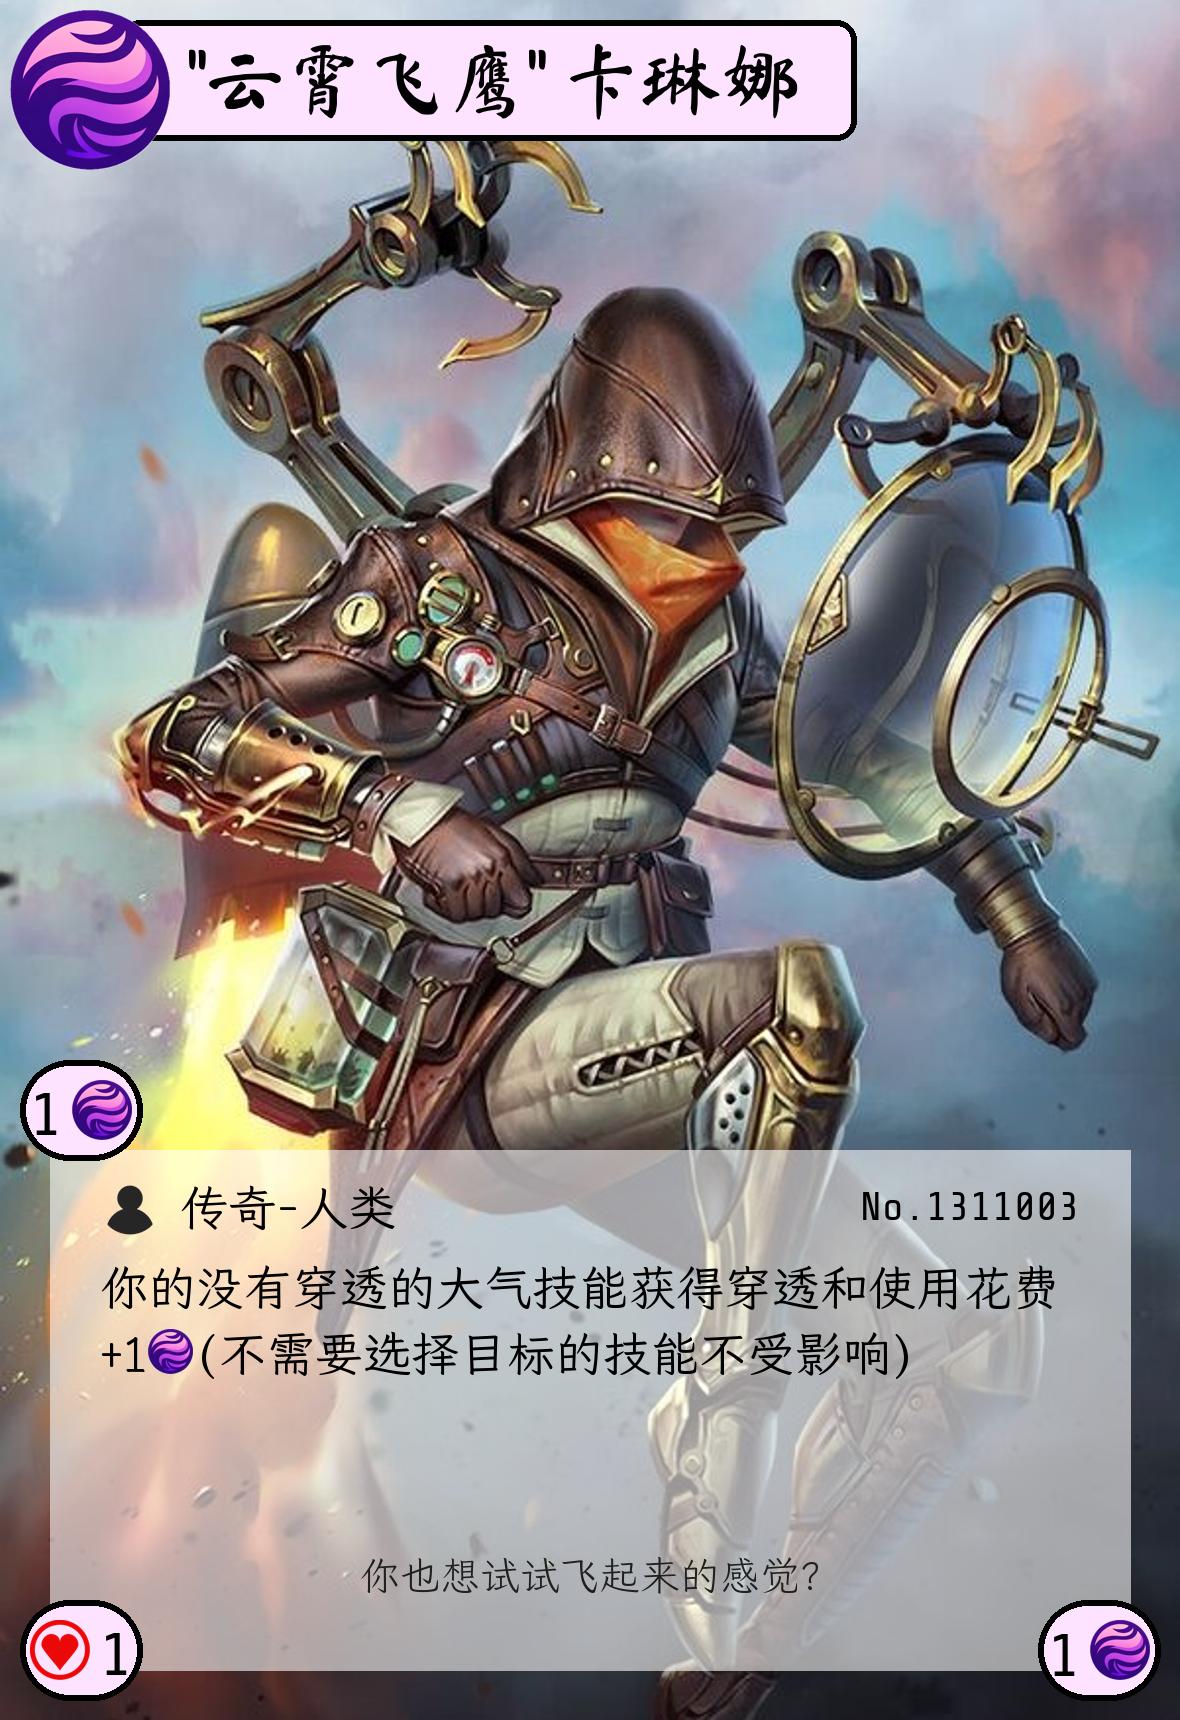 "云霄飞鹰"卡琳娜
1
传奇-人类
No.1311003
你的没有穿透的大气技能获得穿透和使用花费
+1(不需要选择目标的技能不受影响)
你也想试试飞起来的感觉?
1
1